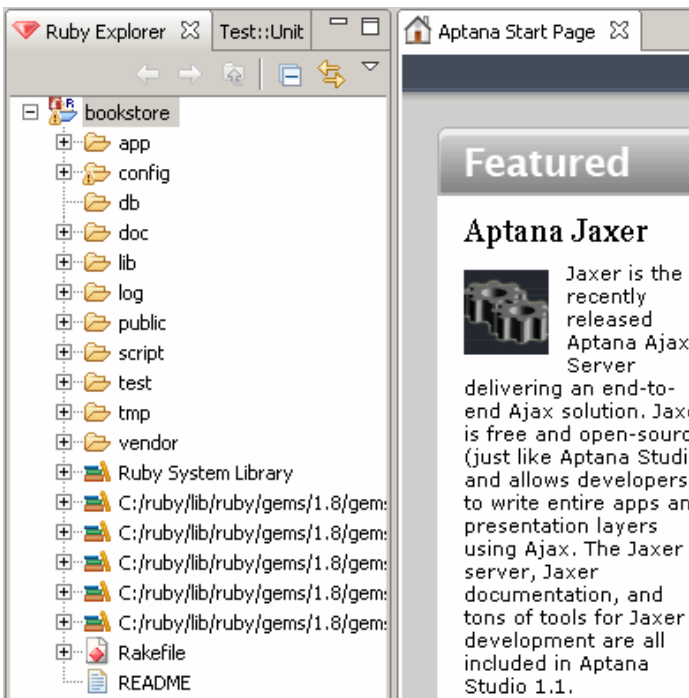 Ruby Explorer
Test::Unit
bookstore
app
config
db
doc
lib
log
public
script
test
tmp
vendor
Ruby System Library
C:/ruby/lib/ruby/gems/1.8/gem
C:/ruby/lib/ruby/gems/1.8/gem
C:/ruby/lib/ruby/gems/1.8/gem
C:/ruby/lib/ruby/gems/1.8/gem
C:/ruby/lib/ruby/gems/1.8/gem
Rakefile
README
Aptana Start Page
Featured
Aptana Jaxer
Jaxer is the
recently
released
Aptana Ajax
Server
delivering an end-to-
end Ajax solution. Jaxe
is free and open-sourc
(just like Aptana Studi
and allows developers
to write entire apps an
presentation layers
using Ajax. The Jaxer
server, Jaxer
documentation, and
tons of tools for Jaxer
development are all
included in Aptana
Studio 1.1.